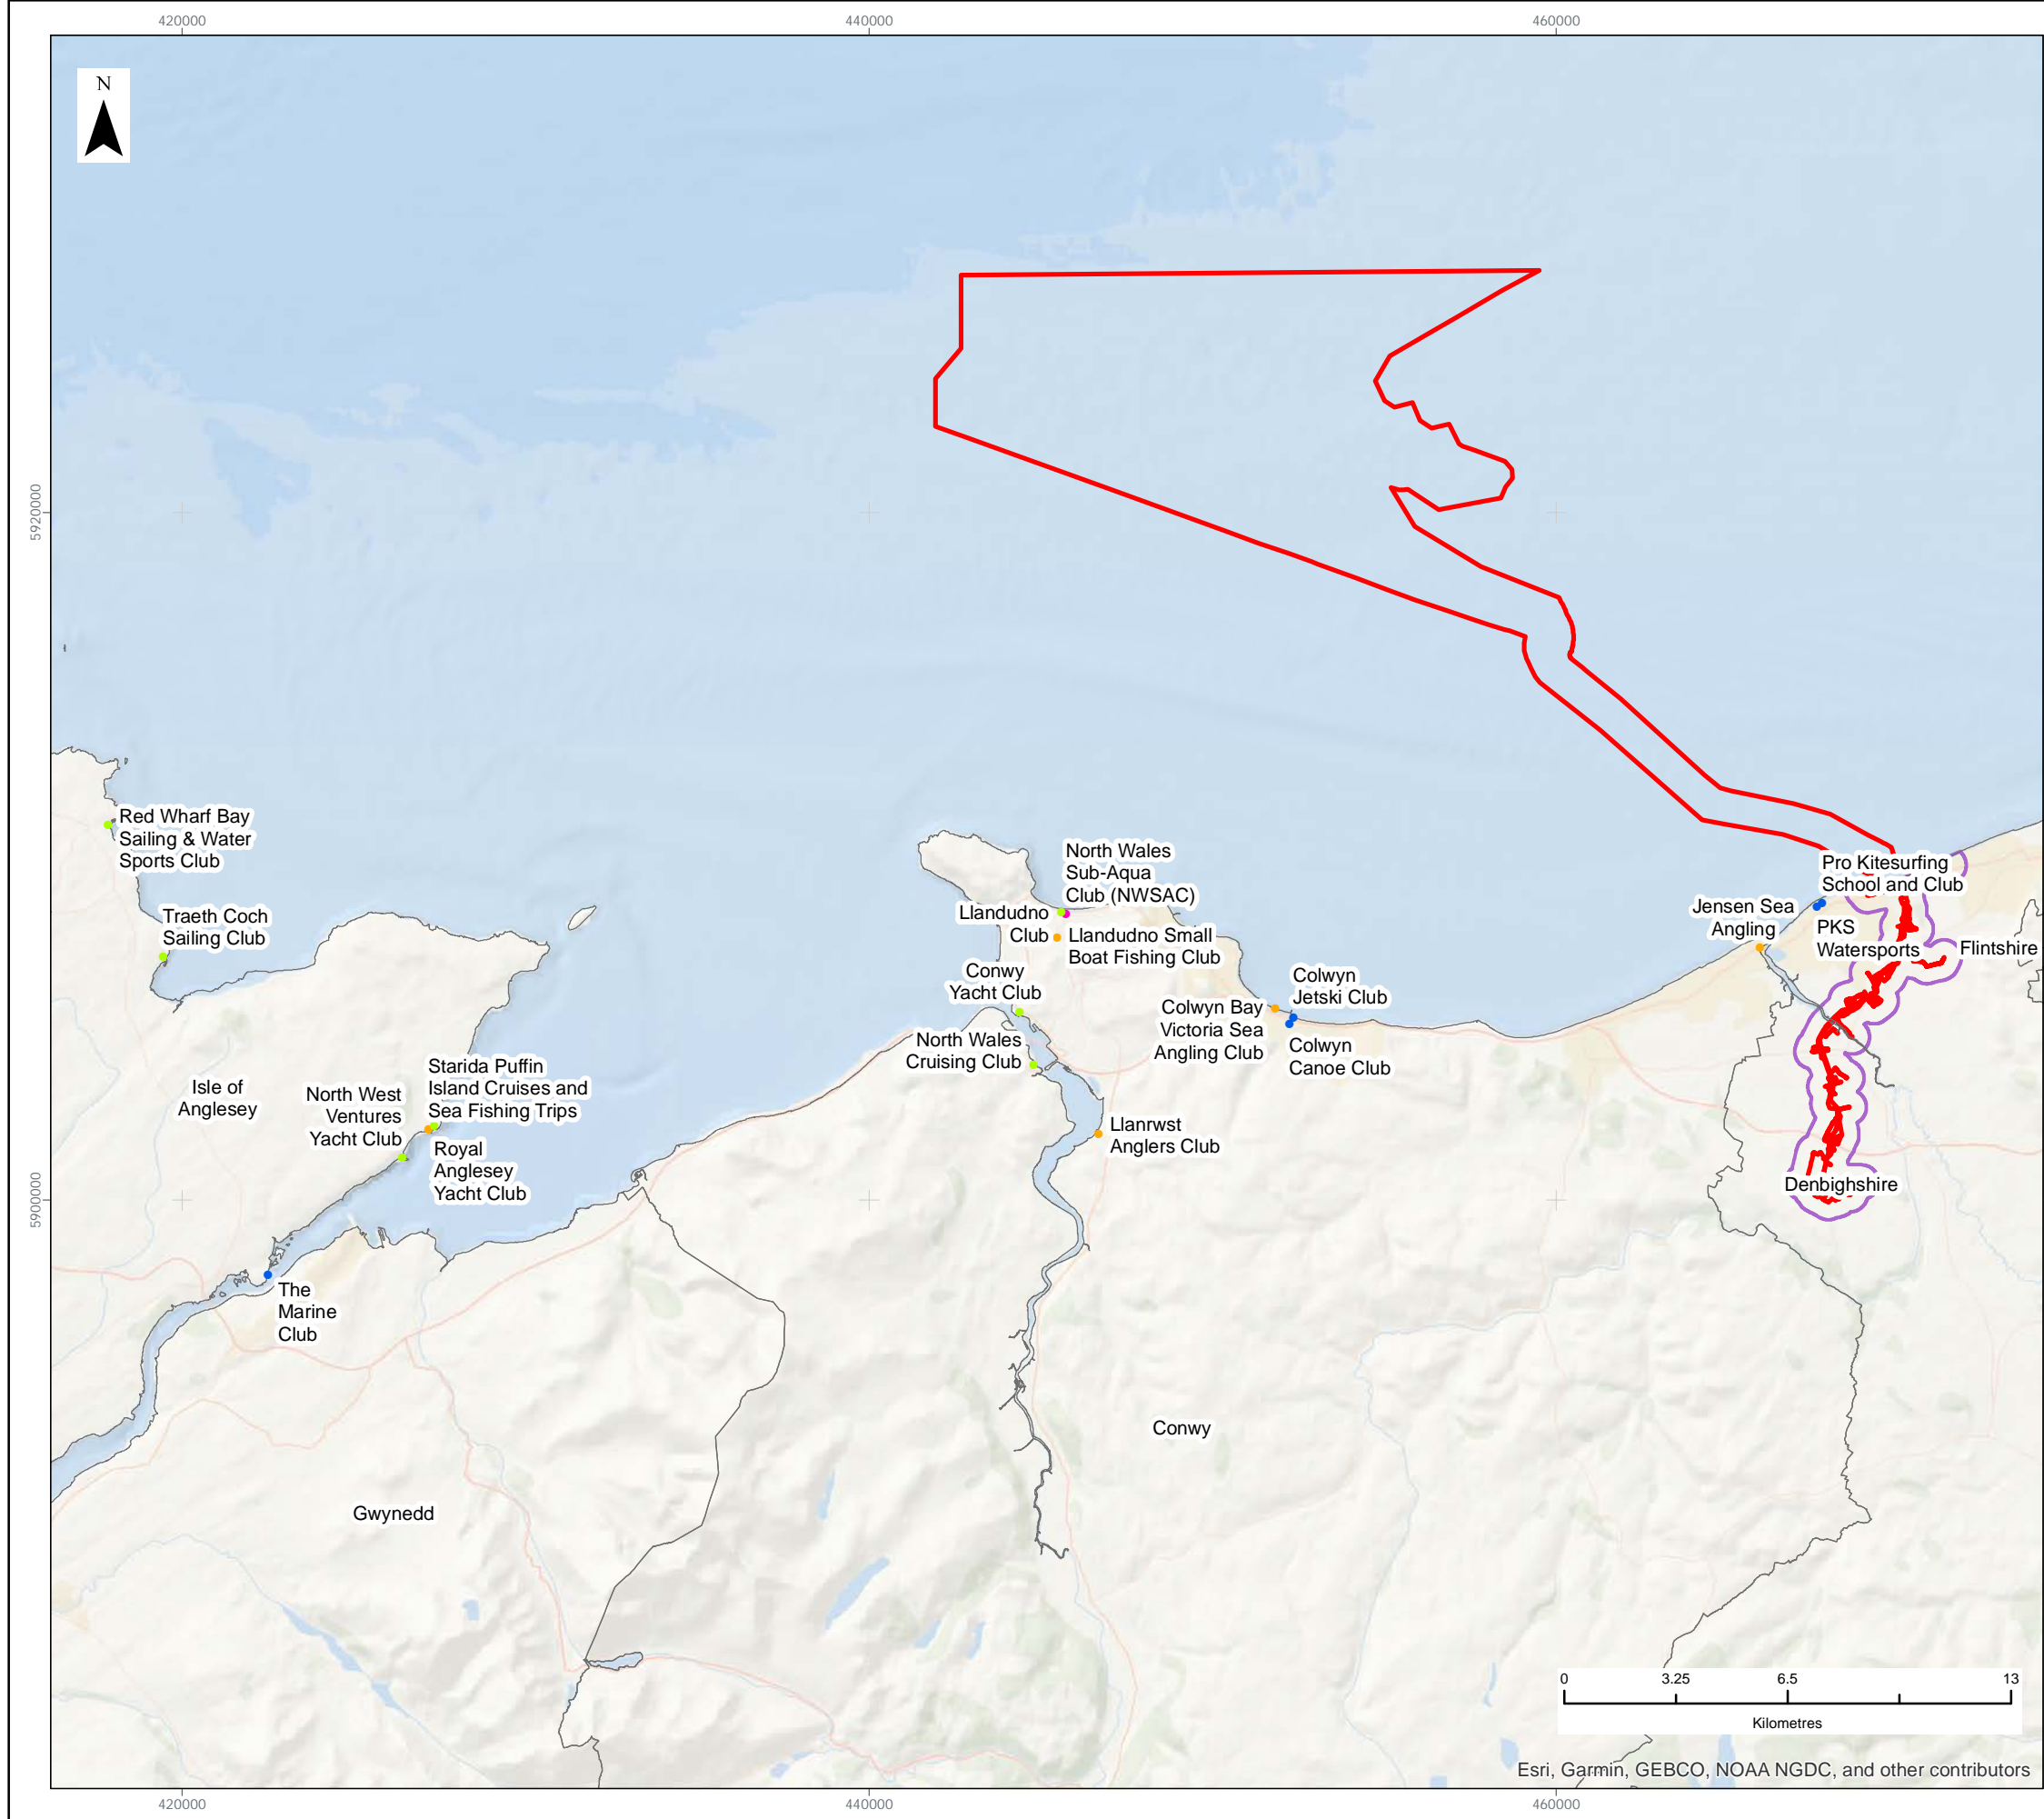 420000
440000
460000
N
5920000
5900000
Red Wharf Bay
Sailing & Water
Sports Club
Traeth Coch
Sailing Club
North Wales
Sub-Aqua
Club (NWSAC)
Llandudno
Club
Llandudno Small
Boat Fishing Club
Conwy
Yacht Club
North Wales
Cruising Club
Colwyn Bay
Victoria Sea
Angling Club
Colwyn
Jetski Club
Colwyn
Canoe Club
Pro Kitesurfing
School and Club
Jensen Sea
Angling
PKS
Watersports
Flintshire
Isle of
Anglesey
North West
Ventures
Yacht Club
Starida Puffin
Island Cruises and
Sea Fishing Trips
Royal
Anglesey
Yacht Club
Llanrwst
Anglers Club
Denbighshire
The
Marine
Club
Conwy
Gwynedd
0 3.25 6.5 13
Kilometres
Esri, Garmin, GEBCO, NOAA NGDC, and other contributors
420000
440000
460000